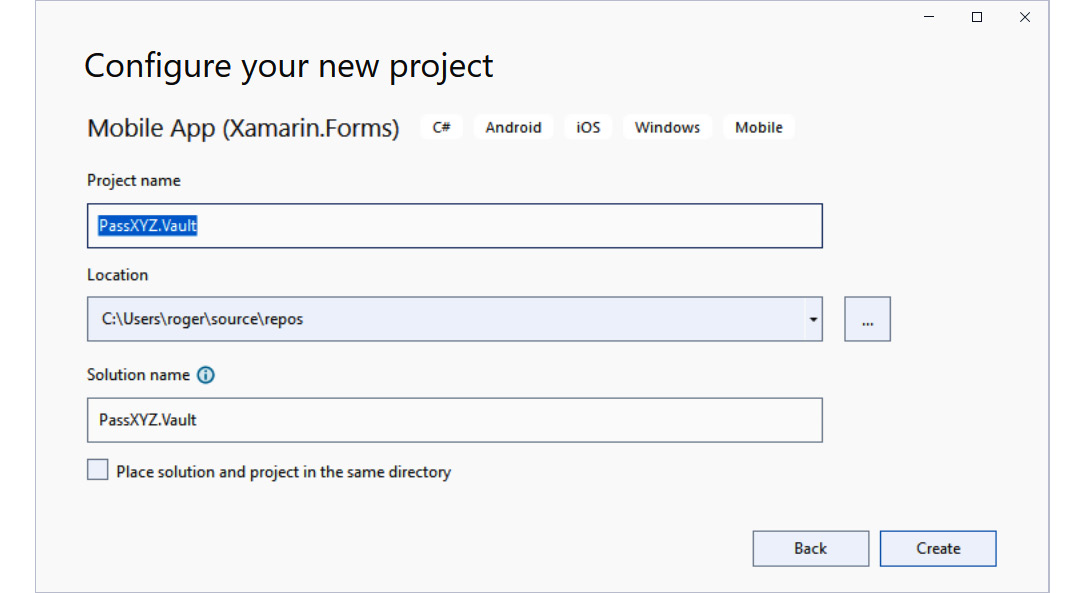 Configure your new project
Mobile App (Xamarin.Forms) C# Android iOS Windows Mobile
Project name
PassXYZ.Vault
Location
C:\Users\roger\source\repos
...
Solution name
PassXYZ.Vault
Place solution and project in the same directory
Back Create